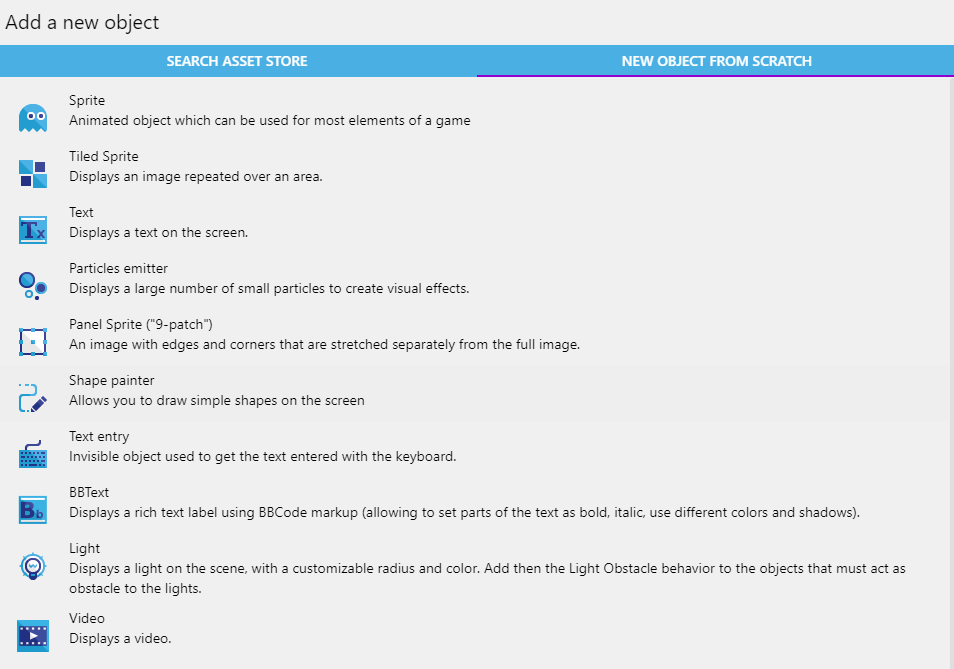 Add a new object
SEARCH ASSET STORE
NEW OBJECT FROM SCRATCH
Sprite
Animated object which can be used for most elements of a game
Tiled Sprite
Displays an image repeated over an area.
Tx
Text
Displays a text on the screen.
Particles emitter
Displays a large number of small particles to create visual effects.
Panel Sprite ("9-patch")
An image with edges and corners that are stretched separately from the full image.
Shape painter
Allows you to draw simple shapes on the screen
Text entry
Invisible object used to get the text entered with the keyboard.
Bb
BBText
Displays a rich text label using BBCode markup (allowing to set parts of the text as bold, italic, use different colors and shadows).
Light
Displays a light on the scene, with a customizable radius and color. Add then the Light Obstacle behavior to the objects that must act as
obstacle to the lights.
Video
Displays a video.